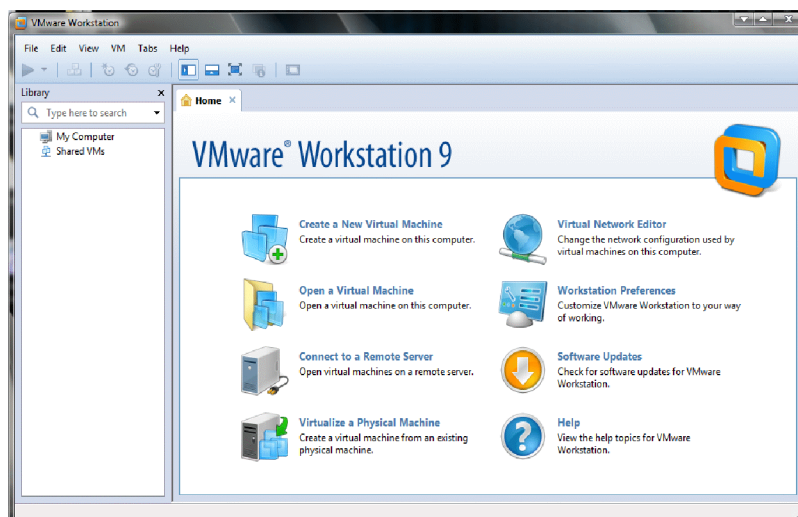 VMware Workstation
File Edit View VM Tabs Help
Library
Type here to search
My Computer
Shared VMs
Home
VMware® Workstation 9
Create a New Virtual Machine
Create a virtual machine on this computer.
Open a Virtual Machine
Open a virtual machine on this computer.
Connect to a Remote Server
Open virtual machines on a remote server.
Virtualize a Physical Machine
Create a virtual machine from an existing
physical machine.
Virtual Network Editor
Change the network configuration used by
virtual machines on this computer.
Workstation Preferences
Customize VMware Workstation to your way
of working.
Software Updates
Check for software updates for VMware
Workstation.
Help
View the help topics for VMware
Workstation.